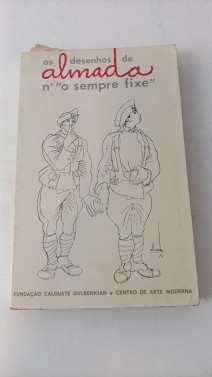 os desenhos de
almada
n' "o sempre fixe"
FUNDAÇÃO CALOUSTE GULBENKIAN • CENTRO DE ARTE MODERNA